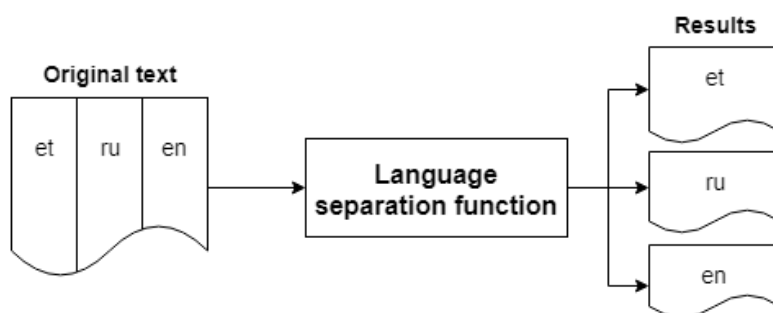 Original text
et ru en
Language
separation function
Results
et
ru
en